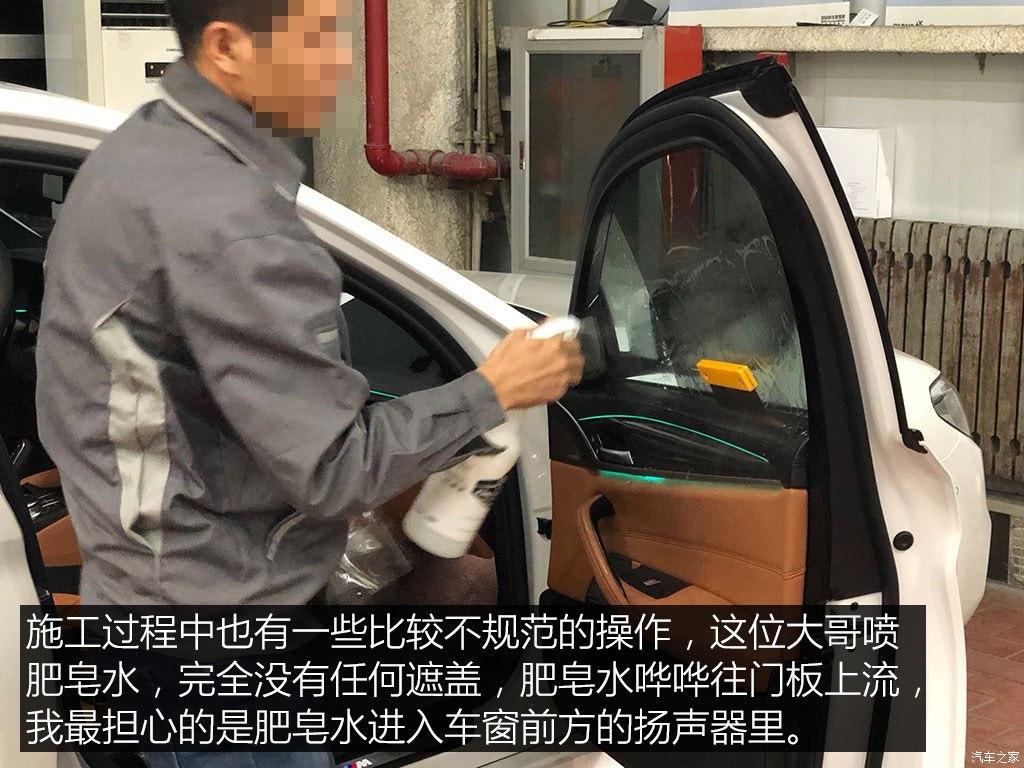 施工过程中也有一些比较不规范的操作，这位大哥喷
肥皂水，完全没有任何遮盖，肥皂水哗哗往门板上流，
我最担心的是肥皂水进入车窗前方的扬声器里。
M
汽车之家